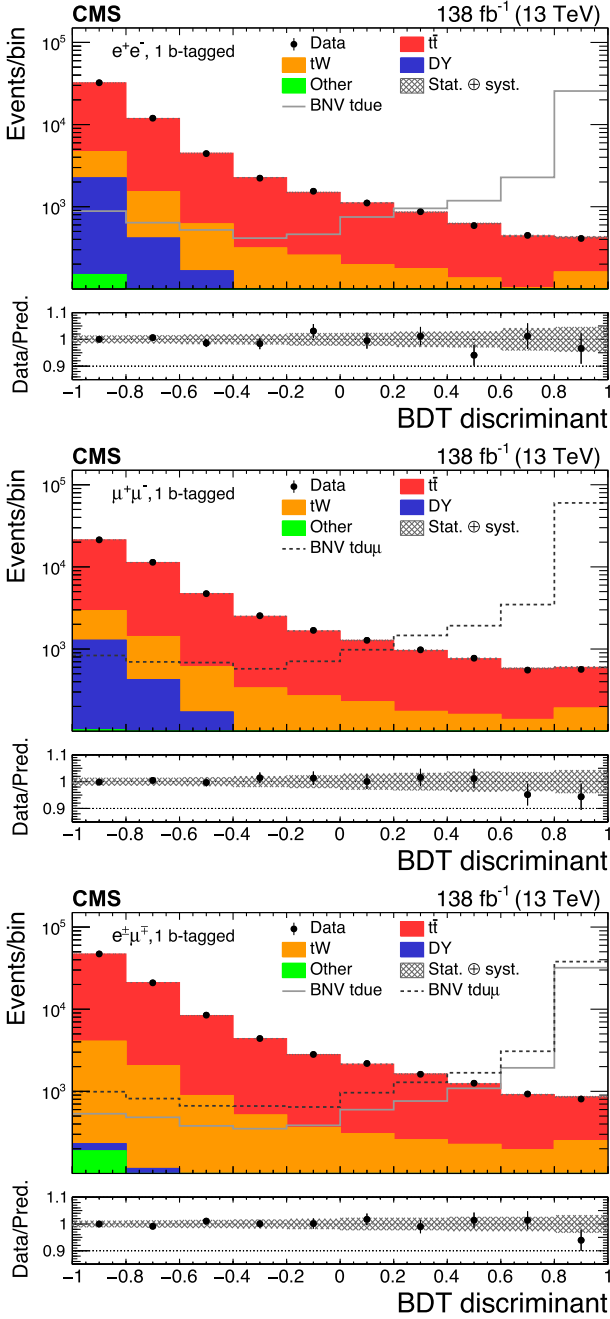 CMS 138 fb⁻¹ (13 TeV)
e⁺e⁻, 1 b-tagged
Data tt̄
tW DY
Other Stat. ⊕ syst.
BNV tdue
Events/bin
10⁵
10⁴
10³
Data/Pred.
1.1
1
0.9
−1 −0.8 −0.6 −0.4 −0.2 0 0.2 0.4 0.6 0.8 1
BDT discriminant
CMS 138 fb⁻¹ (13 TeV)
μ⁺μ⁻, 1 b-tagged
Data tt̄
tW DY
Other Stat. ⊕ syst.
BNV tduμ
Events/bin
10⁵
10⁴
10³
Data/Pred.
1.1
1
0.9
−1 −0.8 −0.6 −0.4 −0.2 0 0.2 0.4 0.6 0.8 1
BDT discriminant
CMS 138 fb⁻¹ (13 TeV)
e±μ∓, 1 b-tagged
Data tt̄
tW DY
Other Stat. ⊕ syst.
BNV tdue BNV tduμ
Events/bin
10⁵
10⁴
10³
Data/Pred.
1.1
1
0.9
−1 −0.8 −0.6 −0.4 −0.2 0 0.2 0.4 0.6 0.8 1
BDT discriminant